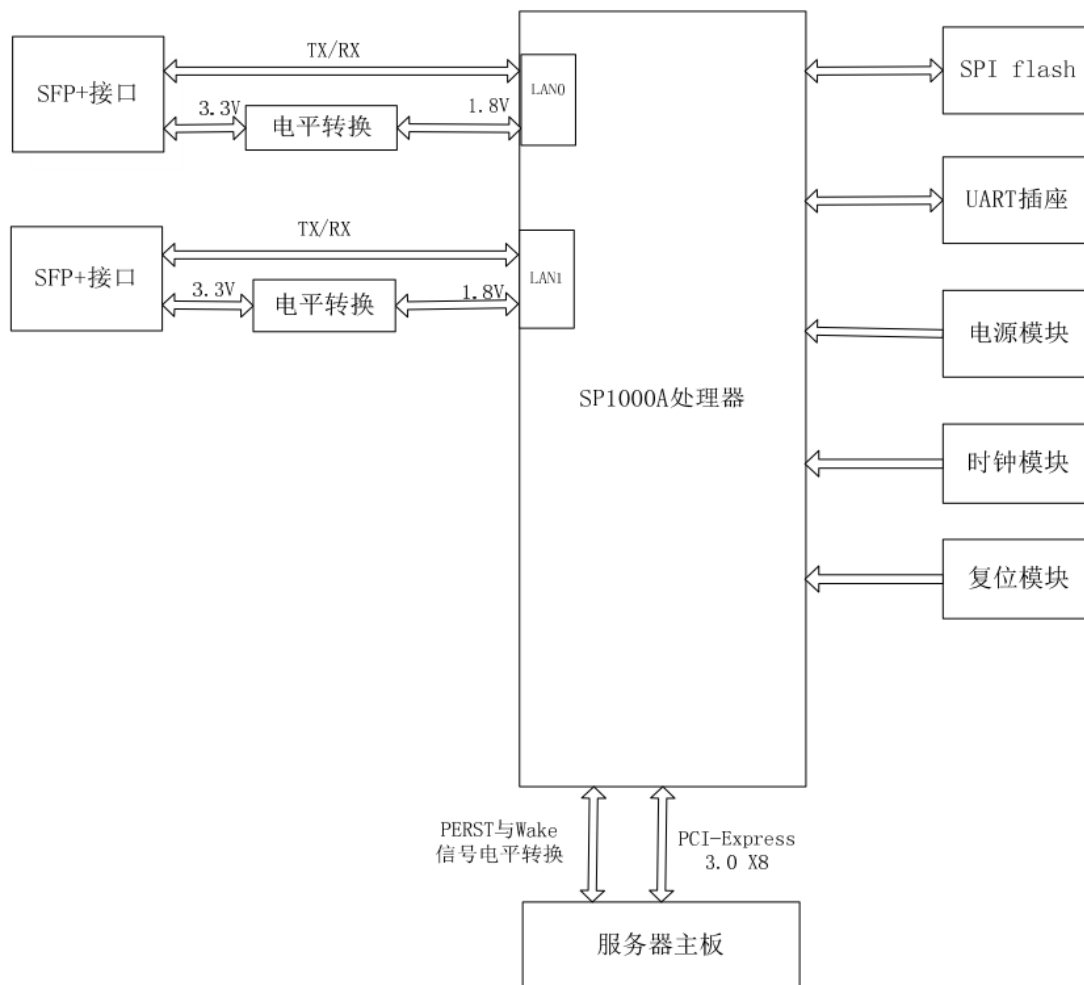 TX/RX
SFP+接口
3.3V
电平转换
1.8V
LAN0
SPI flash
UART插座
TX/RX
SFP+接口
3.3V
电平转换
1.8V
LAN1
电源模块
SP1000A处理器
时钟模块
复位模块
PERST与Wake
信号电平转换
PCI-Express
3.0 X8
服务器主板